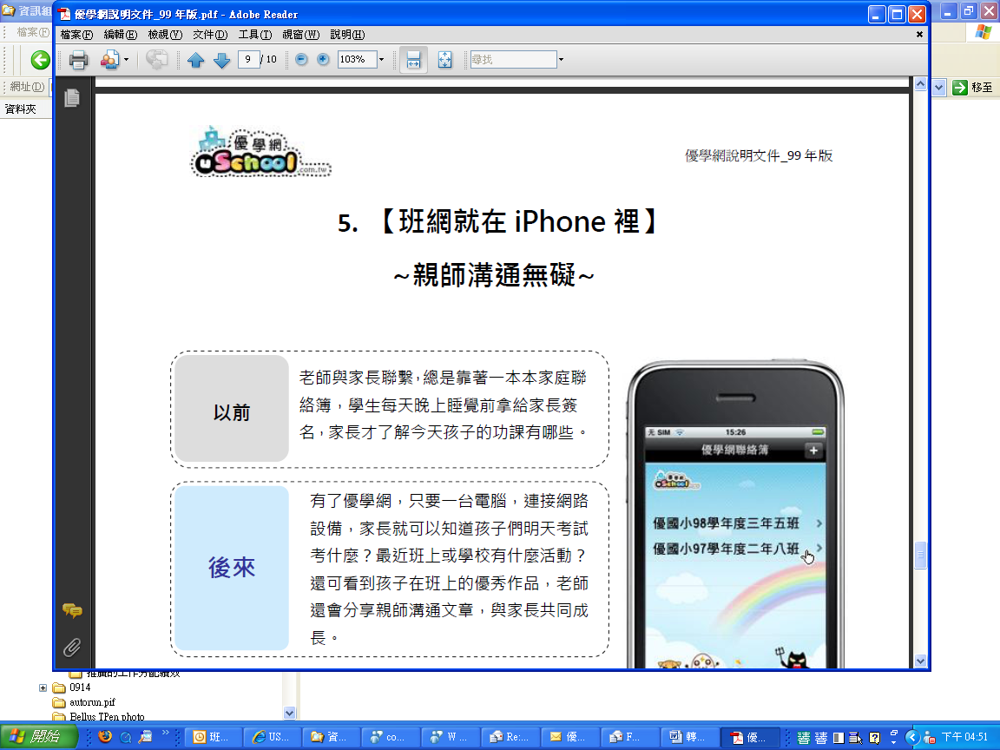 資訊組
優學網說明文件_99 年版.pdf - Adobe Reader
檔案(F) 編輯(E) 檢視(V) 文件(D) 工具(T) 視窗(W) 說明(H)
檔案(F)
9 / 10 103% 尋找
網址(D)
移至
資料夾
優學網
uSchool.com.tw
優學網說明文件_99 年版
5. 【班網就在 iPhone 裡】
~親師溝通無礙~
以前
老師與家長聯繫，總是靠著一本本家庭聯
絡簿，學生每天晚上睡覺前拿給家長簽
名，家長才了解今天孩子的功課有哪些。
後來
有了優學網，只要一台電腦，連接網路
設備，家長就可以知道孩子們明天考試
考什麼？最近班上或學校有什麼活動？
還可看到孩子在班上的優秀作品，老師
還會分享親師溝通文章，與家長共同成
長。
无 SIM 15:26
優學網聯絡簿
+
uSchool
優國小98學年度三年五班
優國小97學年度二年八班
推廣的工作分配績效
0914
autorun.pif
Bellus TPen photo
開始
班... US... 資... co... W ... Re:... 優... F... 轉... 優...
下午 04:51